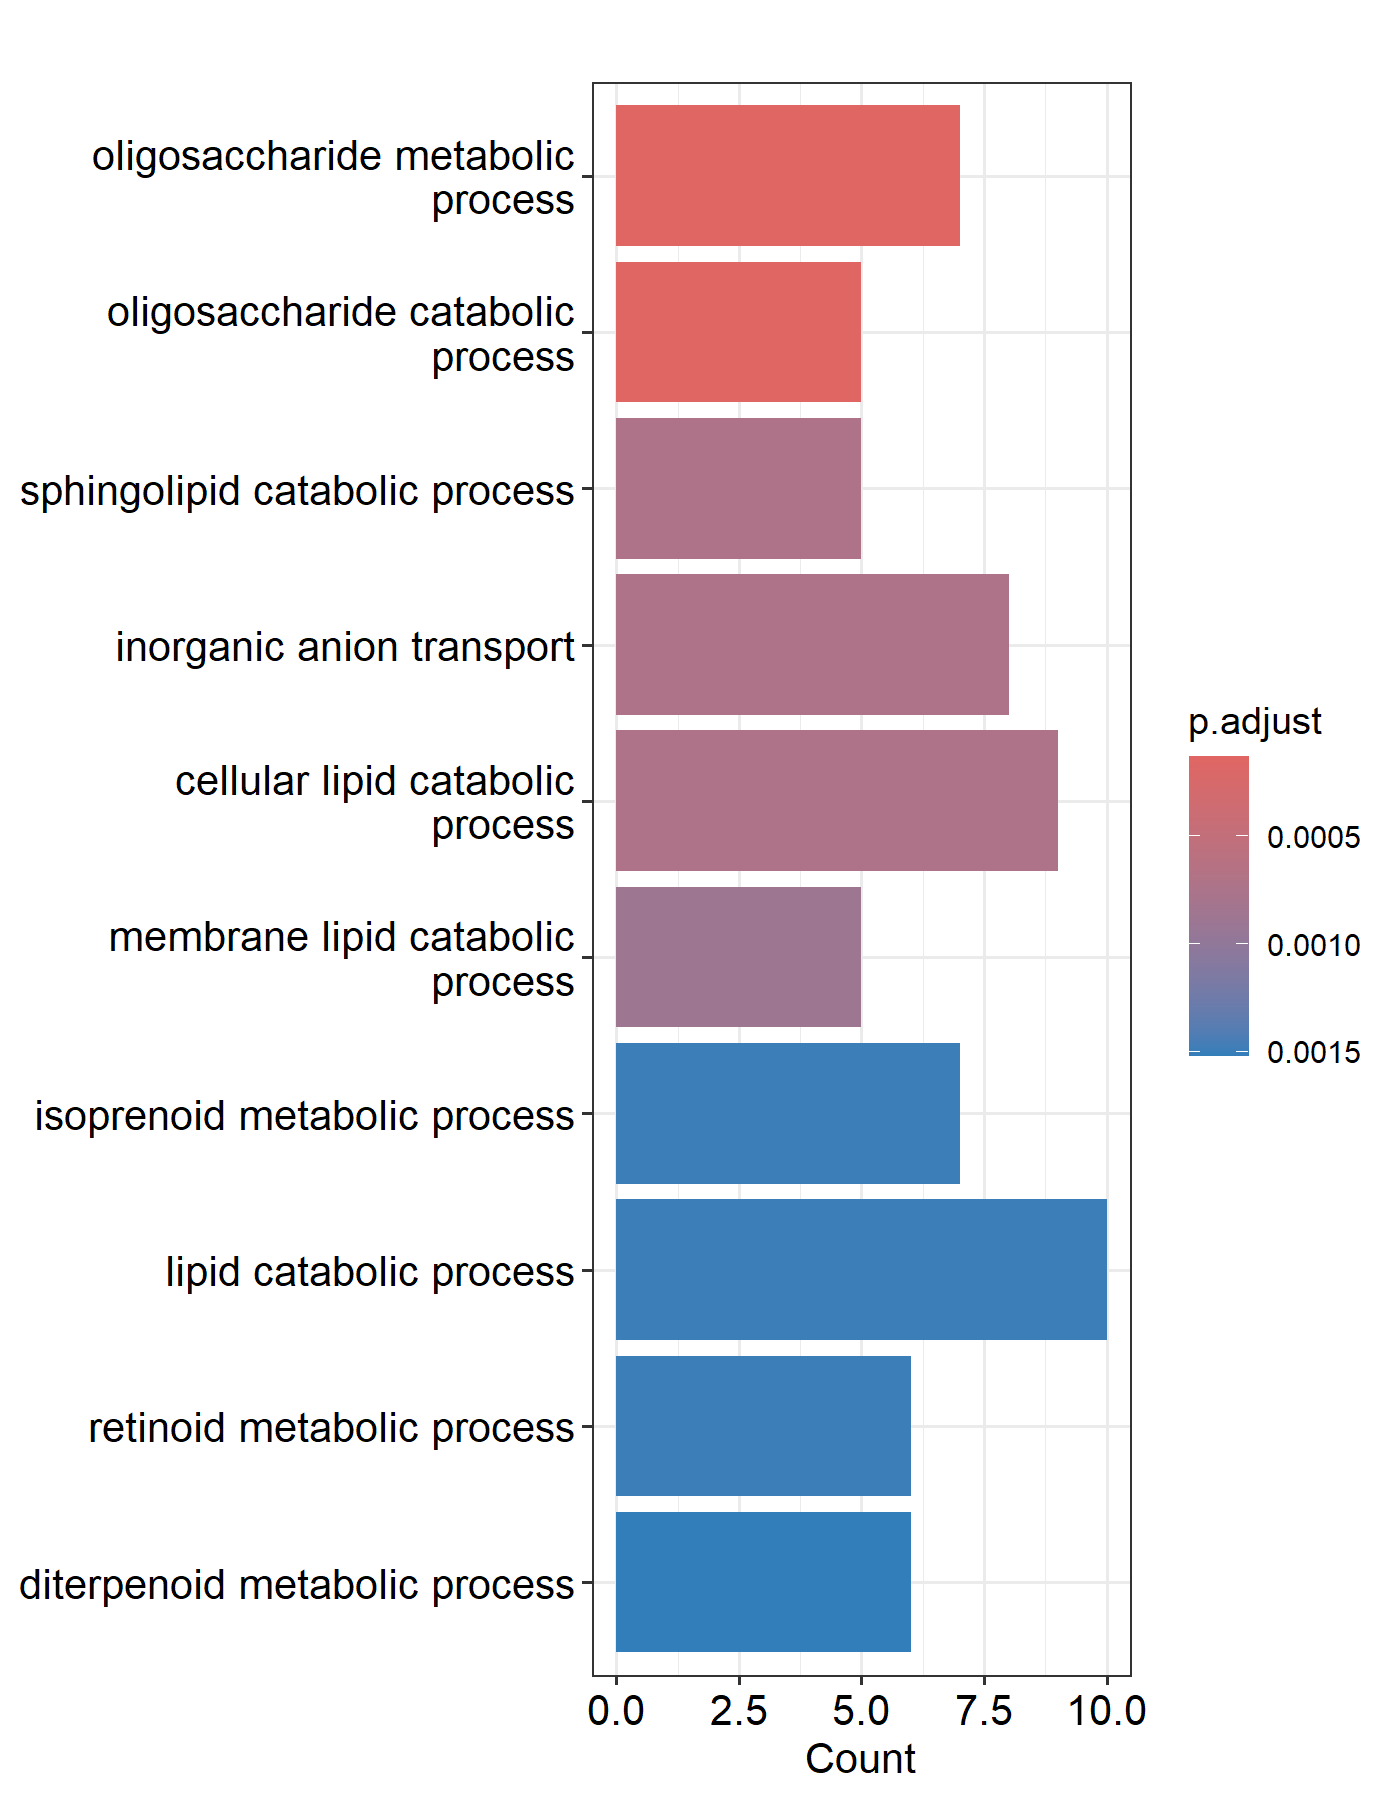 oligosaccharide metabolic
process
oligosaccharide catabolic
process
sphingolipid catabolic process
inorganic anion transport
cellular lipid catabolic
process
membrane lipid catabolic
process
isoprenoid metabolic process
lipid catabolic process
retinoid metabolic process
diterpenoid metabolic process
0.0 2.5 5.0 7.5 10.0
Count
p.adjust
0.0005
0.0010
0.0015